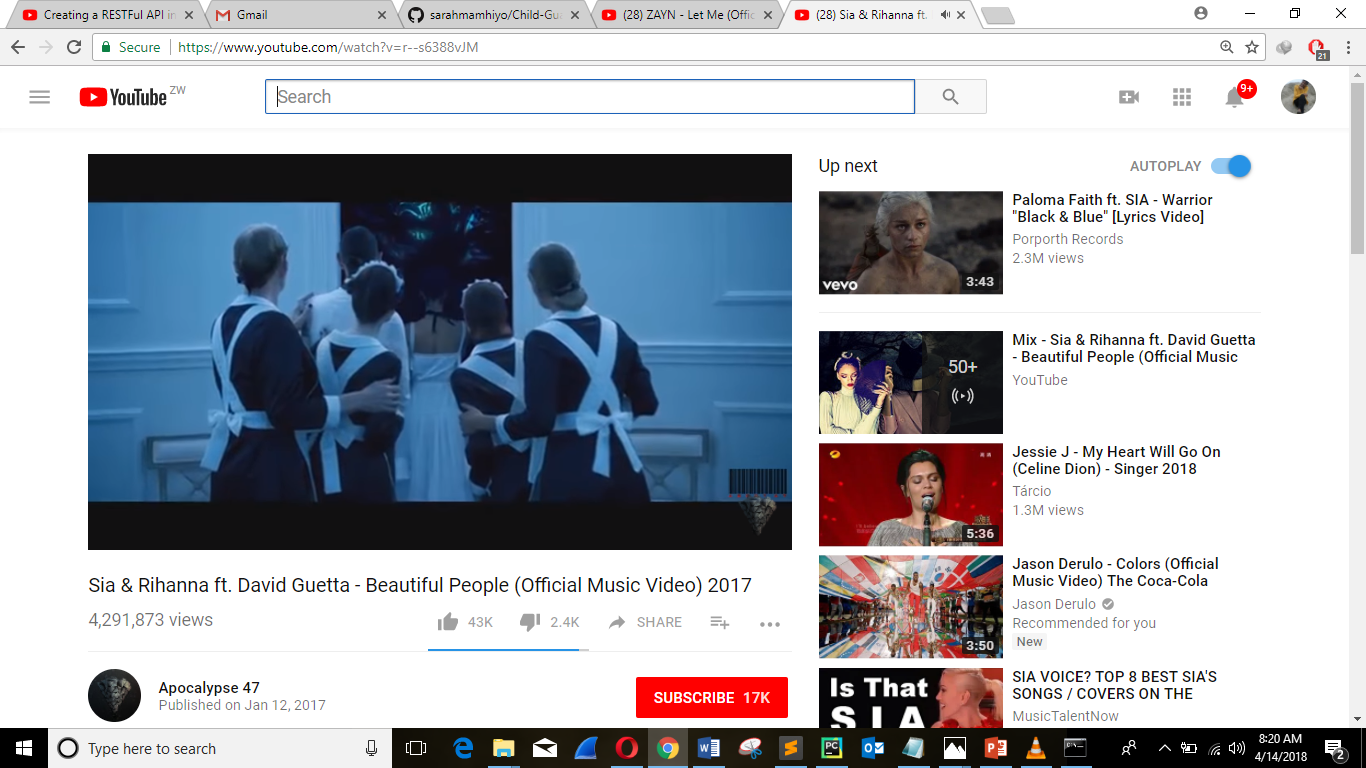 Creating a RESTFul API in
Gmail
sarahmamhiyo/Child-Gua
(28) ZAYN - Let Me (Offic
(28) Sia & Rihanna ft.
Secure
https://www.youtube.com/watch?v=r--s6388vJM
21
YouTube ZW
Search
9+
Up next
AUTOPLAY
vevo
3:43
Paloma Faith ft. SIA - Warrior
"Black & Blue" [Lyrics Video]
Porporth Records
2.3M views
50+
Mix - Sia & Rihanna ft. David Guetta
- Beautiful People (Official Music
YouTube
5:36
Jessie J - My Heart Will Go On
(Celine Dion) - Singer 2018
Tárcio
1.3M views
3:50
Jason Derulo - Colors (Official
Music Video) The Coca-Cola
Jason Derulo
Recommended for you
New
Is That
SIA
SIA VOICE? TOP 8 BEST SIA'S
SONGS / COVERS ON THE
MusicTalentNow
Sia & Rihanna ft. David Guetta - Beautiful People (Official Music Video) 2017
4,291,873 views
43K
2.4K
SHARE
Apocalypse 47
Published on Jan 12, 2017
SUBSCRIBE 17K
Type here to search
8:20 AM
4/14/2018
2